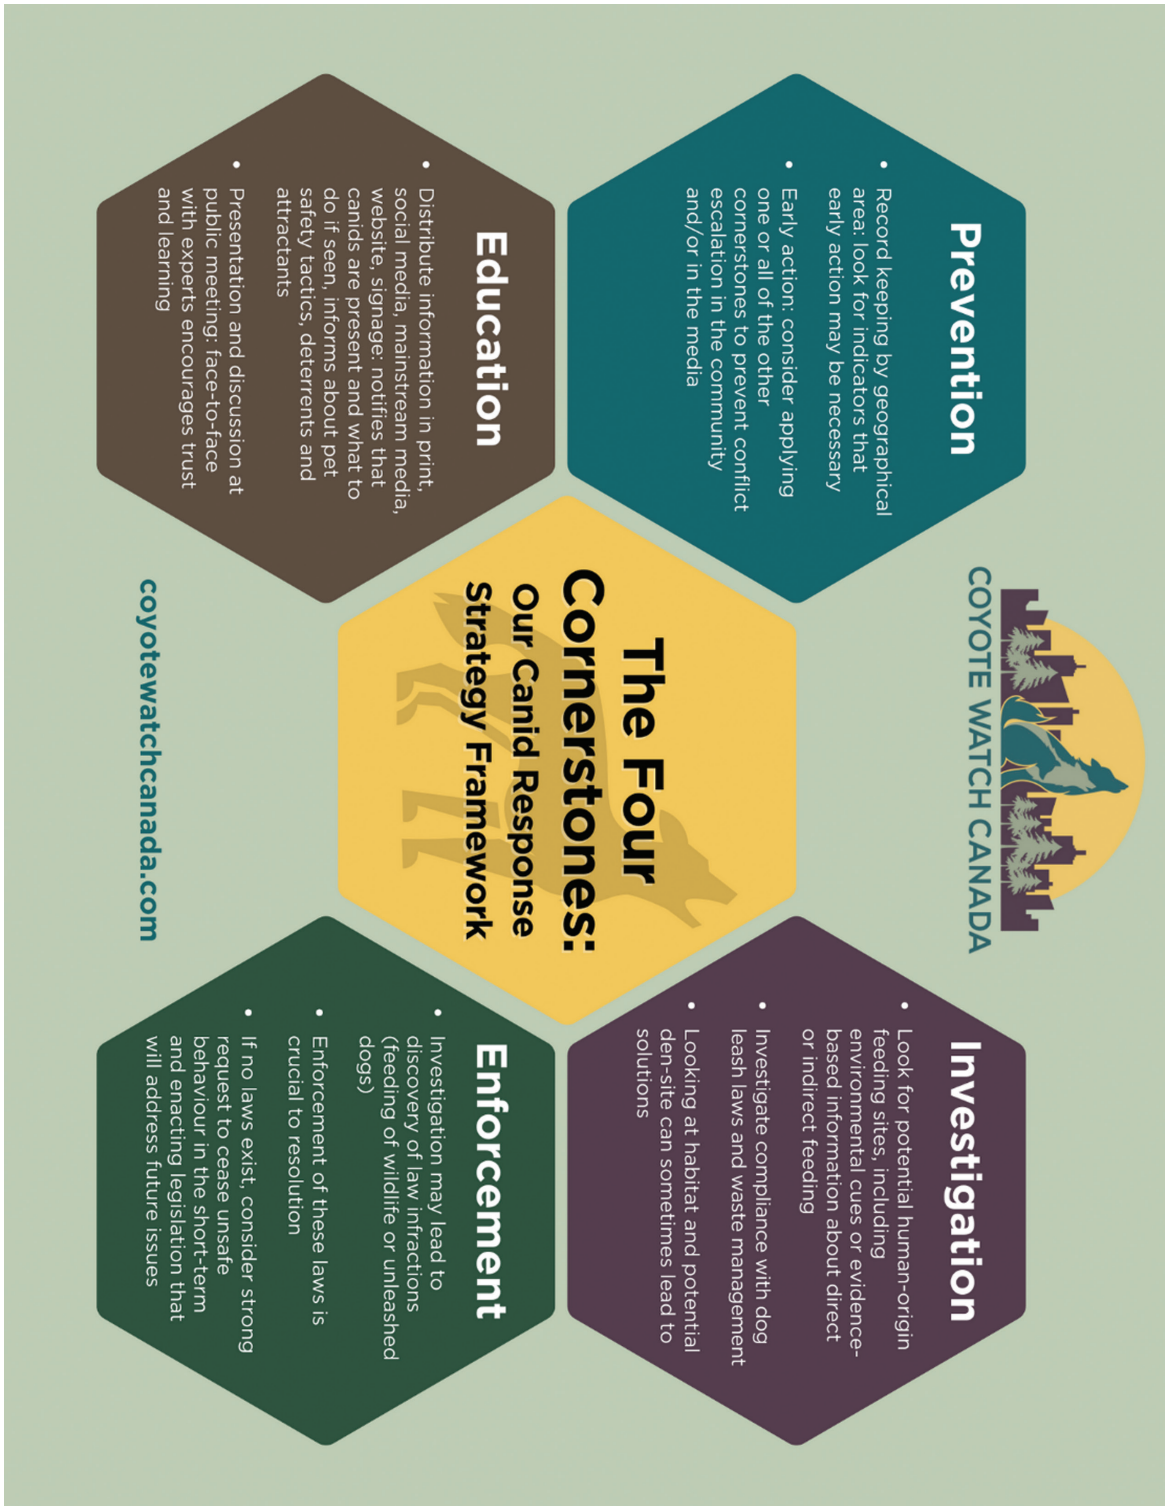 COYOTE WATCH CANADA
Prevention
• Record keeping by geographical
area: look for indicators that
early action may be necessary
• Early action: consider applying
one or all of the other
cornerstones to prevent conflict
escalation in the community
and/or in the media
Investigation
• Look for potential human-origin
feeding sites, including
environmental cues or evidence-
based information about direct
or indirect feeding
• Investigate compliance with dog
leash laws and waste management
• Looking at habitat and potential
den-site can sometimes lead to
solutions
The Four
Cornerstones:
Our Canid Response
Strategy Framework
Education
• Distribute information in print,
social media, mainstream media,
website, signage: notifies that
canids are present and what to
do if seen, informs about pet
safety tactics, deterrents and
attractants
• Presentation and discussion at
public meeting: face-to-face
with experts encourages trust
and learning
Enforcement
• Investigation may lead to
discovery of law infractions
(feeding of wildlife or unleashed
dogs)
• Enforcement of these laws is
crucial to resolution
• If no laws exist, consider strong
request to cease unsafe
behaviour in the short-term
and enacting legislation that
will address future issues
coyotewatchcanada.com